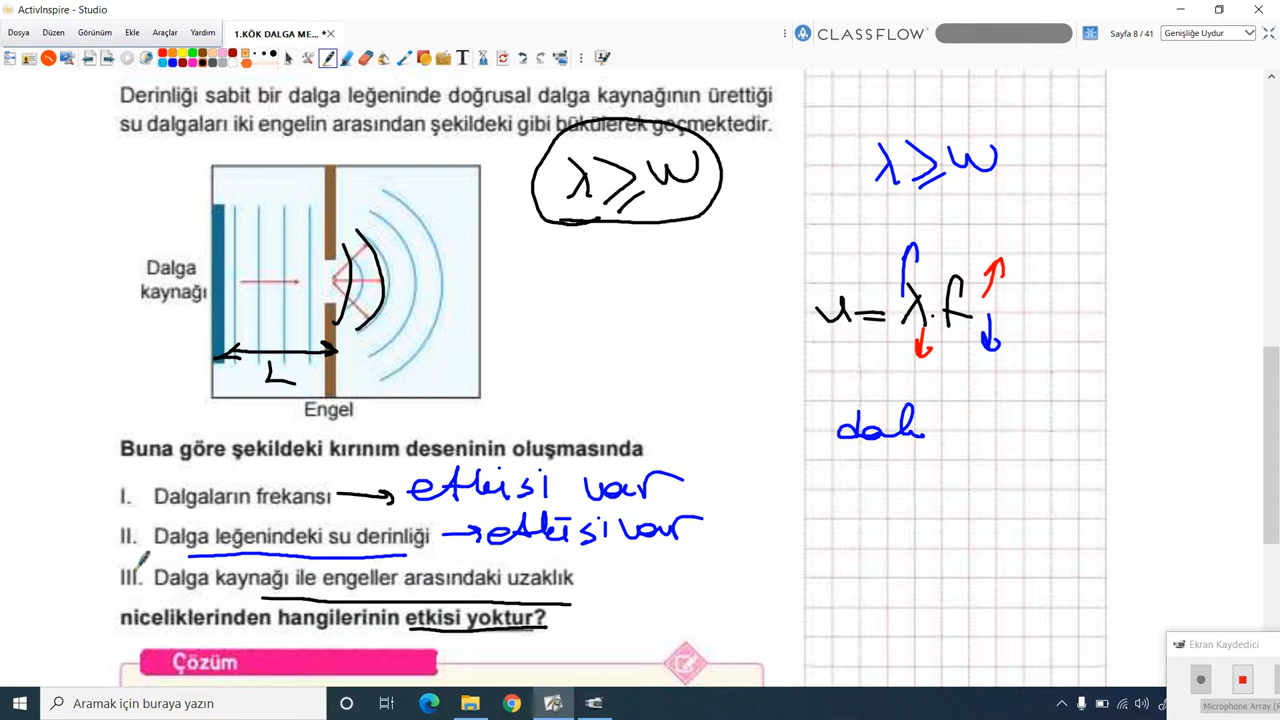 ActivInspire - Studio
Dosya Düzen Görünüm Ekle Araçlar Yardım
1.KÖK DALGA ME... *
CLASSFLOW
Sayfa 8 / 41
Genişliğe Uydur
Derinliği sabit bir dalga leğeninde doğrusal dalga kaynağının ürettiği
su dalgaları iki engelin arasından şekildeki gibi bükülerek geçmektedir.
λ ≥ w
λ ≥ w
Dalga
kaynağı
L
Engel
υ = λ . f
dak
Buna göre şekildeki kırınım deseninin oluşmasında
I. Dalgaların frekansı → etkisi var
II. Dalga leğenindeki su derinliği → etkisi var
III. Dalga kaynağı ile engeller arasındaki uzaklık
niceliklerinden hangilerinin etkisi yoktur?
Çözüm
Ekran Kaydedici
Microphone Array (
Aramak için buraya yazın